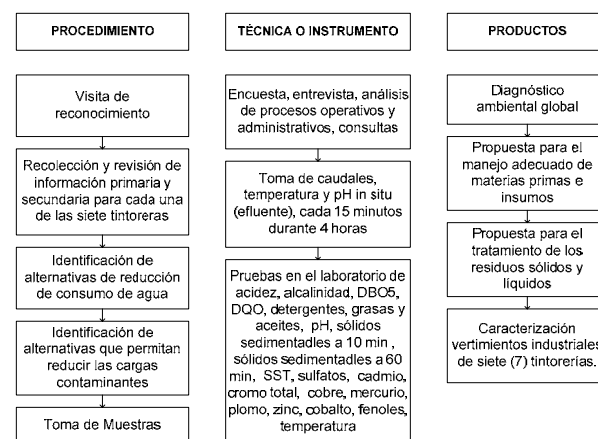 PROCEDIMIENTO
Visita de
reconocimiento
Recolección y revisión de
información primaria y
secundaria para cada una
de las siete tintoreras
Identificación de
alternativas de reducción
de consumo de agua
Identificación de
alternativas que permitan
reducir las cargas
contaminantes
Toma de Muestras
TÉCNICA O INSTRUMENTO
Encuesta, entrevista, análisis
de procesos operativos y
administrativos, consultas
Toma de caudales,
temperatura y pH in situ
(efluente), cada 15 minutos
durante 4 horas
Pruebas en el laboratorio de
acidez, alcalinidad, DBO5,
DQO, detergentes, grasas y
aceites, pH, sólidos
sedimentadles a 10 min ,
sólidos sedimentadles a 60
min, SST, sulfatos, cadmio,
cromo total, cobre, mercurio,
plomo, zinc, cobalto, fenoles,
temperatura
PRODUCTOS
Diagnóstico
ambiental global
Propuesta para el
manejo adecuado de
materias primas e
insumos
Propuesta para el
tratamiento de los
residuos sólidos y
líquidos
Caracterización
vertimientos industriales
de siete (7) tintorerías.